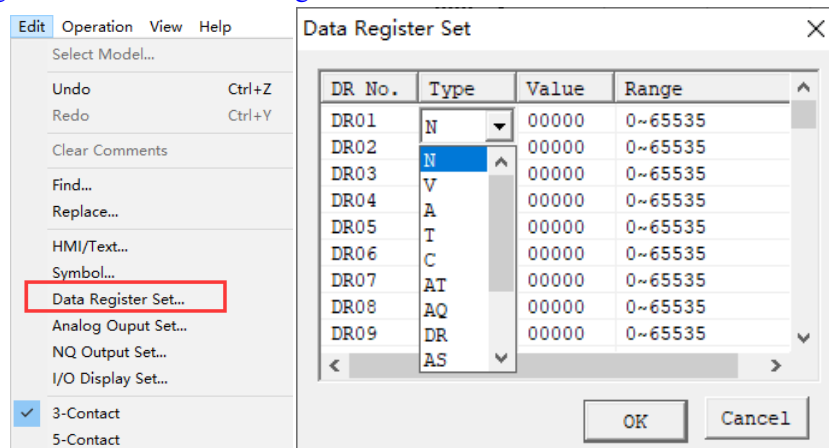 Edit Operation View Help
Select Model...
Undo Ctrl+Z
Redo Ctrl+Y
Clear Comments
Find...
Replace...
HMI/Text...
Symbol...
Data Register Set...
Analog Ouput Set...
NQ Output Set...
I/O Display Set...
3-Contact
5-Contact
Data Register Set
DR No. Type Value Range
DR01 N 00000 0~65535
DR02 00000 0~65535
DR03 00000 0~65535
DR04 00000 0~65535
DR05 00000 0~65535
DR06 00000 0~65535
DR07 00000 0~65535
DR08 00000 0~65535
DR09 00000 0~65535
N
V
A
T
C
AT
AQ
DR
AS
OK Cancel